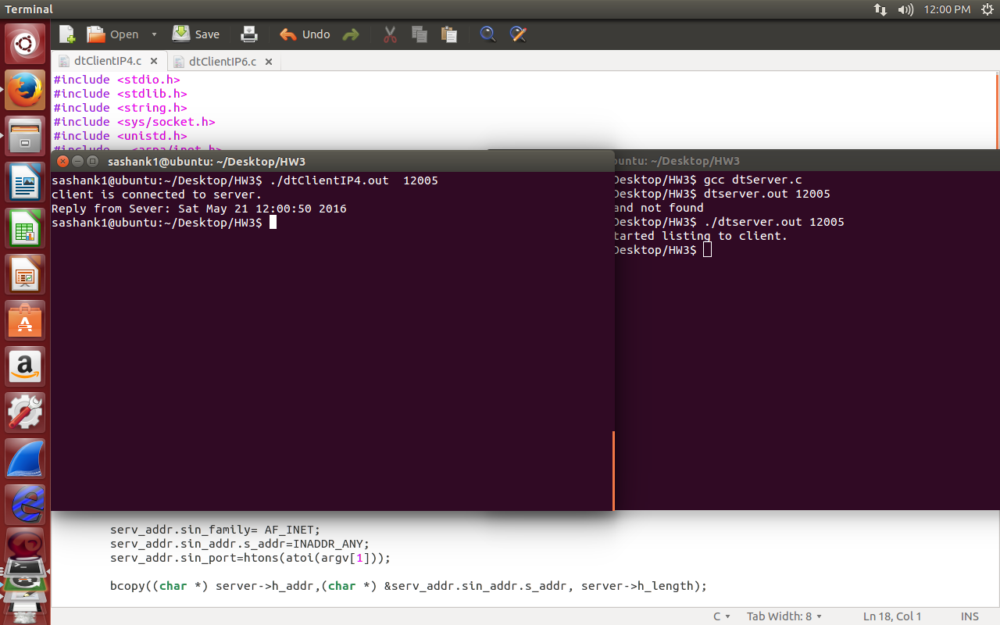 Terminal
12:00 PM
Open
Save
Undo
dtClientIP4.c
dtClientIP6.c
#include <stdio.h>
#include <stdlib.h>
#include <string.h>
#include <sys/socket.h>
#include <unistd.h>
#include <arpa/inet.h>
sashank1@ubuntu: ~/Desktop/HW3
sashank1@ubuntu:~/Desktop/HW3$ ./dtClientIP4.out  12005
client is connected to server.
Reply from Sever: Sat May 21 12:00:50 2016
sashank1@ubuntu:~/Desktop/HW3$
buntu: ~/Desktop/HW3
Desktop/HW3$ gcc dtServer.c
Desktop/HW3$ dtserver.out 12005
and not found
Desktop/HW3$ ./dtserver.out 12005
tarted listing to client.
Desktop/HW3$
serv_addr.sin_family= AF_INET;
serv_addr.sin_addr.s_addr=INADDR_ANY;
serv_addr.sin_port=htons(atoi(argv[1]));
bcopy((char *) server->h_addr,(char *) &serv_addr.sin_addr.s_addr, server->h_length);
C
Tab Width: 8
Ln 18, Col 1
INS